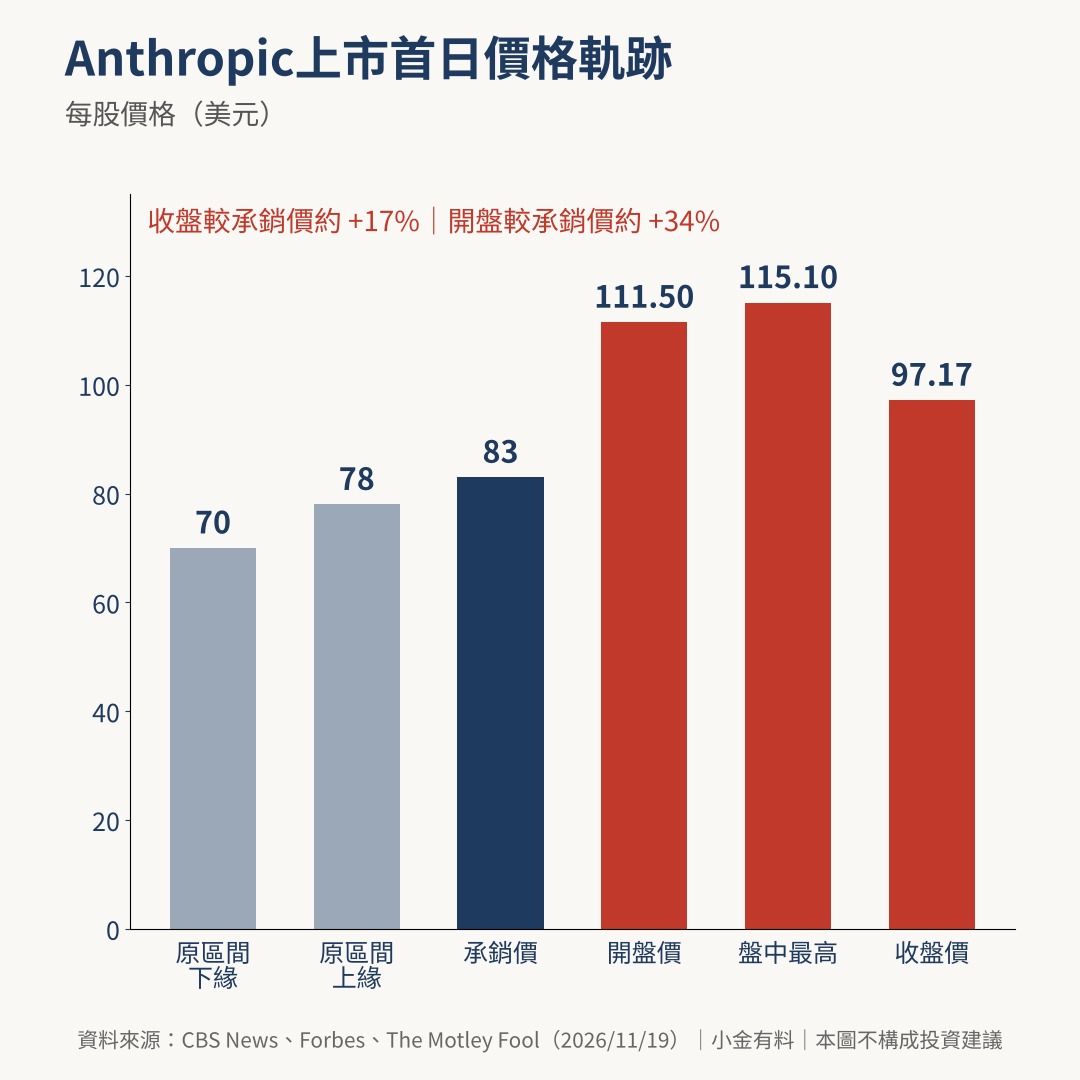 Anthropic上市首日價格軌跡
每股價格（美元）
收盤較承銷價約 +17%｜開盤較承銷價約 +34%
120
100
80
60
40
20
0
70
78
83
111.50
115.10
97.17
原區間
下緣
原區間
上緣
承銷價
開盤價
盤中最高
收盤價
資料來源：CBS News、Forbes、The Motley Fool（2026/11/19）｜小金有料｜本圖不構成投資建議